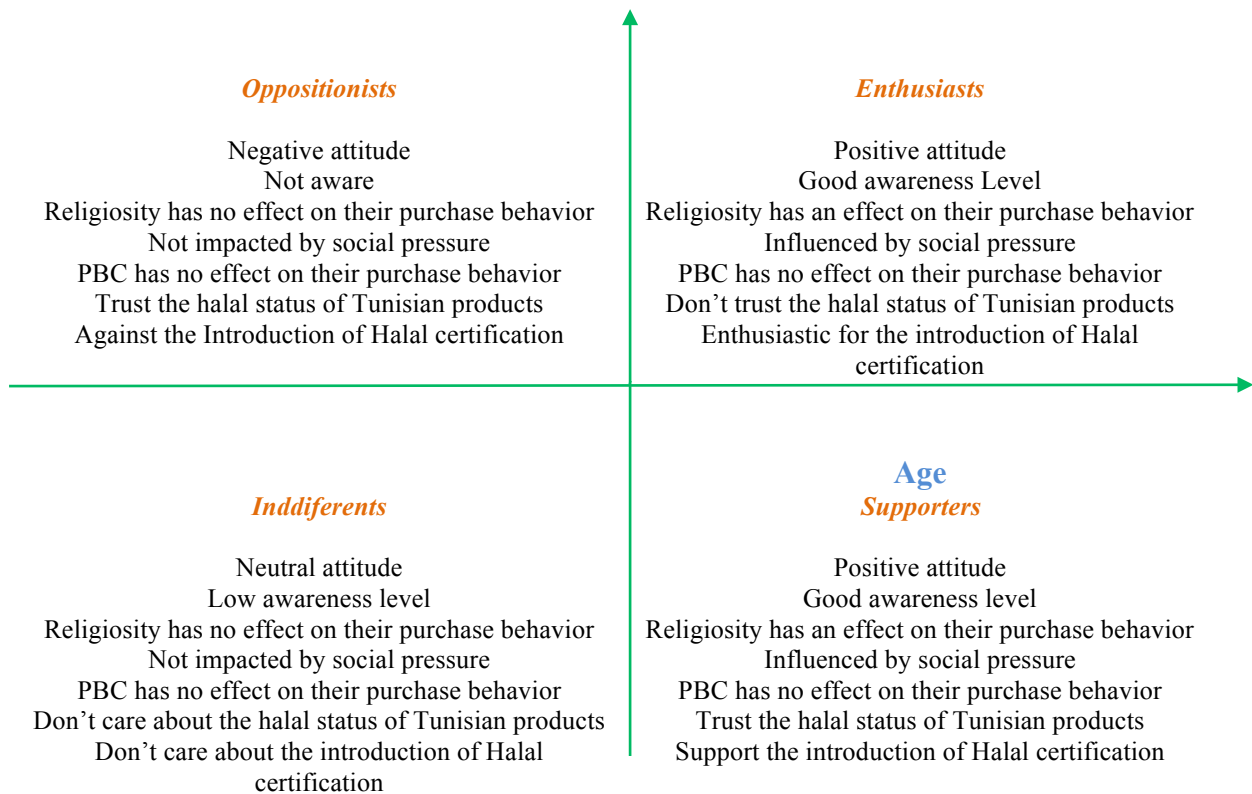 Oppositionists
Negative attitude
Not aware
Religiosity has no effect on their purchase behavior
Not impacted by social pressure
PBC has no effect on their purchase behavior
Trust the halal status of Tunisian products
Against the Introduction of Halal certification
Enthusiasts
Positive attitude
Good awareness Level
Religiosity has an effect on their purchase behavior
Influenced by social pressure
PBC has no effect on their purchase behavior
Don’t trust the halal status of Tunisian products
Enthusiastic for the introduction of Halal
certification
Inddiferents
Neutral attitude
Low awareness level
Religiosity has no effect on their purchase behavior
Not impacted by social pressure
PBC has no effect on their purchase behavior
Don’t care about the halal status of Tunisian products
Don’t care about the introduction of Halal
certification
Age
Supporters
Positive attitude
Good awareness level
Religiosity has an effect on their purchase behavior
Influenced by social pressure
PBC has no effect on their purchase behavior
Trust the halal status of Tunisian products
Support the introduction of Halal certification